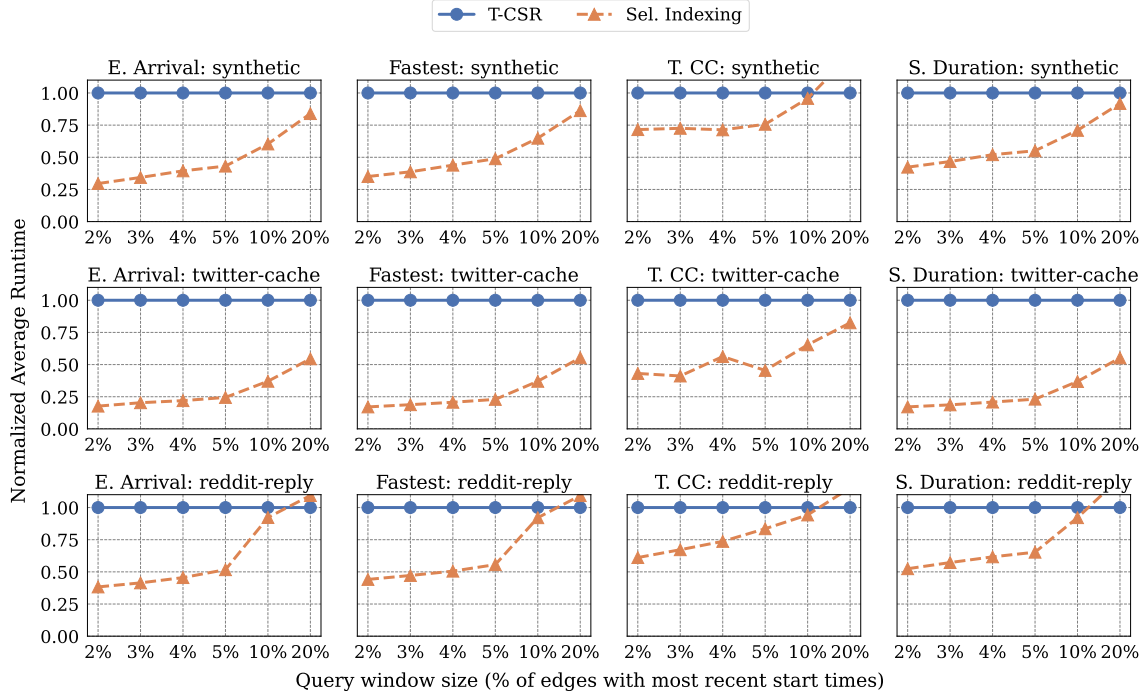 T-CSR Sel. Indexing
E. Arrival: synthetic Fastest: synthetic T. CC: synthetic S. Duration: synthetic
1.00
0.75
0.50
0.25
0.00
2% 3% 4% 5% 10% 20% 2% 3% 4% 5% 10% 20% 2% 3% 4% 5% 10% 20% 2% 3% 4% 5% 10% 20%
Normalized Average Runtime
E. Arrival: twitter-cache Fastest: twitter-cache T. CC: twitter-cache S. Duration: twitter-cache
1.00
0.75
0.50
0.25
0.00
2% 3% 4% 5% 10% 20% 2% 3% 4% 5% 10% 20% 2% 3% 4% 5% 10% 20% 2% 3% 4% 5% 10% 20%
E. Arrival: reddit-reply Fastest: reddit-reply T. CC: reddit-reply S. Duration: reddit-reply
1.00
0.75
0.50
0.25
0.00
2% 3% 4% 5% 10% 20% 2% 3% 4% 5% 10% 20% 2% 3% 4% 5% 10% 20% 2% 3% 4% 5% 10% 20%
Query window size (% of edges with most recent start times)